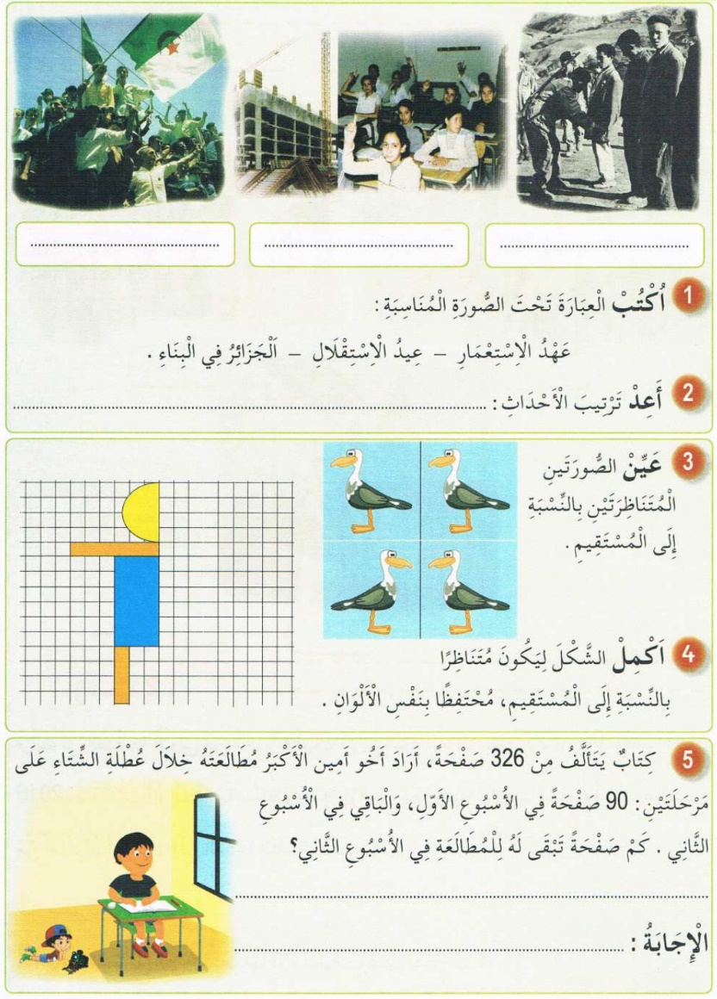 1 اُكْتُبْ الْعِبَارَةَ تَحْتَ الصُّورَةِ الْمُنَاسِبَةِ :
عَهْدُ الْاِسْتِعْمَارِ – عِيدُ الْاِسْتِقْلَالِ – اَلْجَزَائِرُ فِي الْبِنَاءِ .
2 أَعِدْ تَرْتِيبَ الْأَحْدَاثِ :
3 عَيِّنْ الصُّورَتَينِ
الْمُتَنَاظِرَتَيْنِ بِالنِّسْبَةِ
إِلَى الْمُسْتَقِيمِ .
4 اَكْمِلْ الشَّكْلَ لِيَكُونَ مُتَنَاظِرًا
بِالنِّسْبَةِ إِلَى الْمُسْتَقِيمِ، مُحْتَفِظًا بِنَفْسِ الْأَلْوَانِ .
5 كِتَابٌ يَتَأَلَّفُ مِنْ 326 صَفْحَةً، أَرَادَ أَخُو أَمِين الْأَكْبَرُ مُطَالَعَتَهُ خِلَالَ عُطْلَةِ الشِّتَاءِ عَلَى
مَرْحَلَتَيْنِ : 90 صَفْحَةً فِي الأُسْبُوعِ الأَوَّلِ، وَالْبَاقِي فِي الْأُسْبُوعِ
الثَّانِي . كَمْ صَفْحَةً تَبْقَى لَهُ لِلْمُطَالَعَةِ فِي الأُسْبُوعِ الثَّانِي؟
الْإِجَابَةُ :